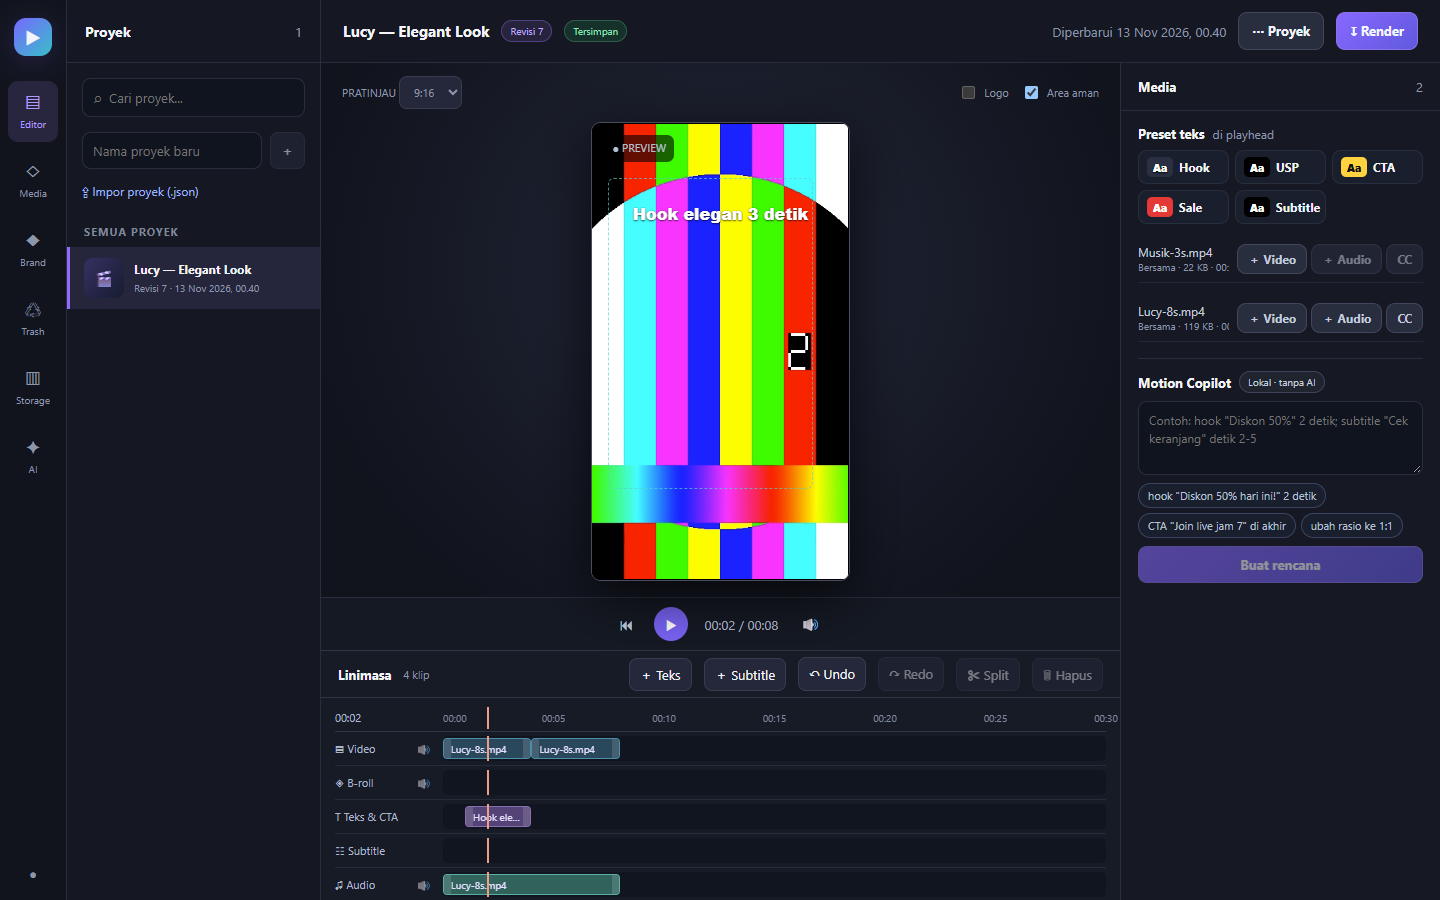 Proyek 1
Lucy — Elegant Look Revisi 7 Tersimpan
Diperbarui 13 Nov 2026, 00.40 ··· Proyek Render
Editor
Media
Brand
Trash
Storage
AI
Cari proyek...
Nama proyek baru +
Impor proyek (.json)
SEMUA PROYEK
Lucy — Elegant Look
Revisi 7 · 13 Nov 2026, 00.40
PRATINJAU 9:16 Logo Area aman
● PREVIEW
Hook elegan 3 detik
2
00:02 / 00:08
Linimasa 4 klip + Teks + Subtitle Undo Redo Split Hapus
00:02 00:00 00:05 00:10 00:15 00:20 00:25 00:30
Video Lucy-8s.mp4 Lucy-8s.mp4
B-roll
T Teks & CTA Hook ele...
Subtitle
♫ Audio Lucy-8s.mp4
Media 2
Preset teks di playhead
Aa Hook Aa USP Aa CTA
Aa Sale Aa Subtitle
Musik-3s.mp4
Bersama · 22 KB · 00:
+ Video + Audio CC
Lucy-8s.mp4
Bersama · 119 KB · 00
+ Video + Audio CC
Motion Copilot Lokal · tanpa AI
Contoh: hook "Diskon 50%" 2 detik; subtitle "Cek
keranjang" detik 2-5
hook "Diskon 50% hari ini!" 2 detik
CTA "Join live jam 7" di akhir ubah rasio ke 1:1
Buat rencana